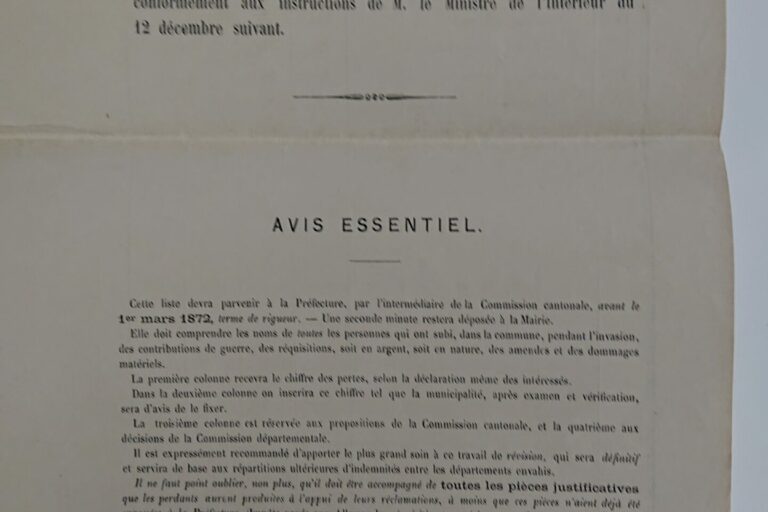 conformément aux instructions de M. le Ministre de l'Intérieur du
12 décembre suivant.
AVIS ESSENTIEL.
Cette liste devra parvenir à la Préfecture, par l'intermédiaire de la Commission cantonale, avant le
1er mars 1872, terme de rigueur. — Une seconde minute restera déposée à la Mairie.
Elle doit comprendre les noms de toutes les personnes qui ont subi, dans la commune, pendant l'invasion,
des contributions de guerre, des réquisitions, soit en argent, soit en nature, des amendes et des dommages
matériels.
La première colonne recevra le chiffre des pertes, selon la déclaration même des intéressés.
Dans la deuxième colonne on inscrira ce chiffre tel que la municipalité, après examen et vérification,
sera d'avis de le fixer.
La troisième colonne est réservée aux propositions de la Commission cantonale, et la quatrième aux
décisions de la Commission départementale.
Il est expressément recommandé d'apporter le plus grand soin à ce travail de révision, qui sera définitif
et servira de base aux répartitions ultérieures d'indemnités entre les départements envahis.
Il ne faut point oublier, non plus, qu'il doit être accompagné de toutes les pièces justificatives
que les perdants auront produites à l'appui de leurs réclamations, à moins que ces pièces n'aient déjà été